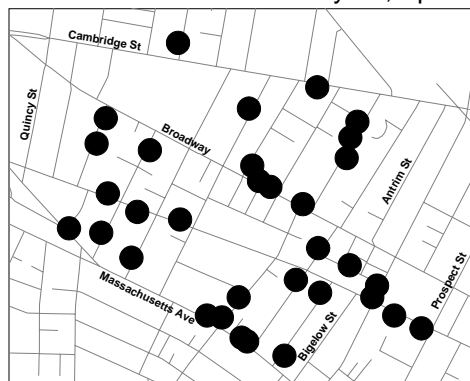 Cambridge St
Quincy St
Broadway
Antrim St
Prospect St
Massachusetts Ave
Bigelow St